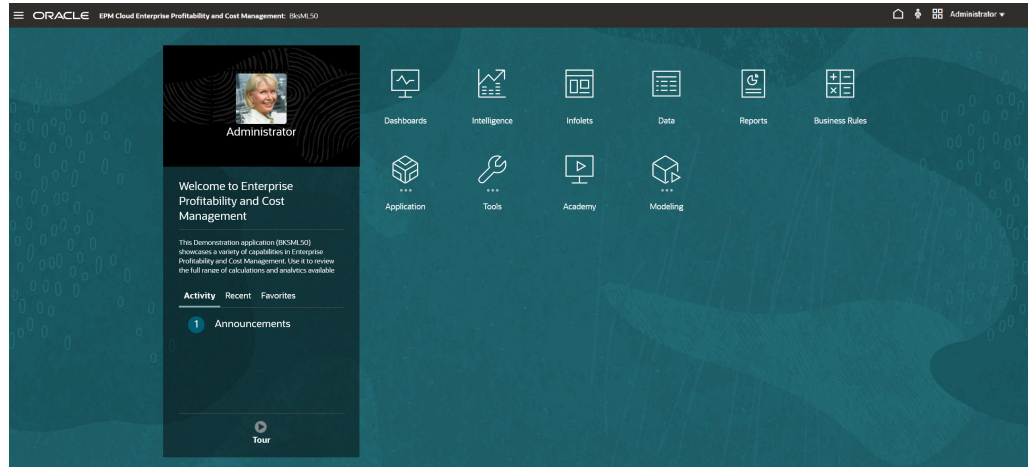 ORACLE EPM Cloud Enterprise Profitability and Cost Management: BksML50
Administrator
Administrator
Welcome to Enterprise
Profitability and Cost
Management
This Demonstration application (BKSML50)
showcases a variety of capabilities in Enterprise
Profitability and Cost Management. Use it to review
the full range of calculations and analytics available
Activity Recent Favorites
1 Announcements
Tour
Dashboards Intelligence Infolets Data Reports Business Rules
Application Tools Academy Modeling